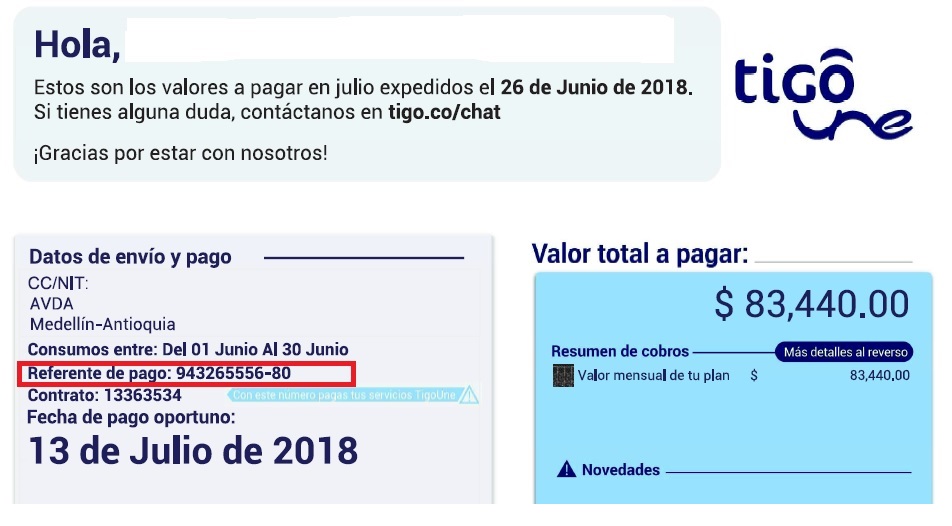 Hola,
Estos son los valores a pagar en julio expedidos el 26 de Junio de 2018.
Si tienes alguna duda, contáctanos en tigo.co/chat
¡Gracias por estar con nosotros!
tigô
une
Datos de envío y pago
CC/NIT:
AVDA
Medellín-Antioquia
Consumos entre: Del 01 Junio Al 30 Junio
Referente de pago: 943265556-80
Contrato: 13363534
Con este numero pagas tus servicios TigoUne
Fecha de pago oportuno:
13 de Julio de 2018
Valor total a pagar:
$ 83,440.00
Resumen de cobros
Más detalles al reverso
Valor mensual de tu plan $ 83,440.00
Novedades